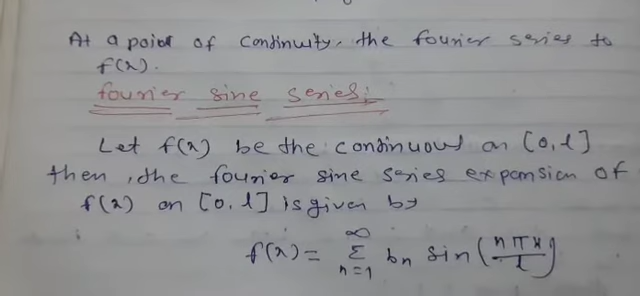 At a point of continuity, the fourier series to
f(x).
fourier sine series:
Let f(x) be the continuous on [0, l]
then, the fourier sine series expansion of
f(x) on [0, l] is given by
f(x) = ∞ Σ n=1 bn sin (nπx/l)